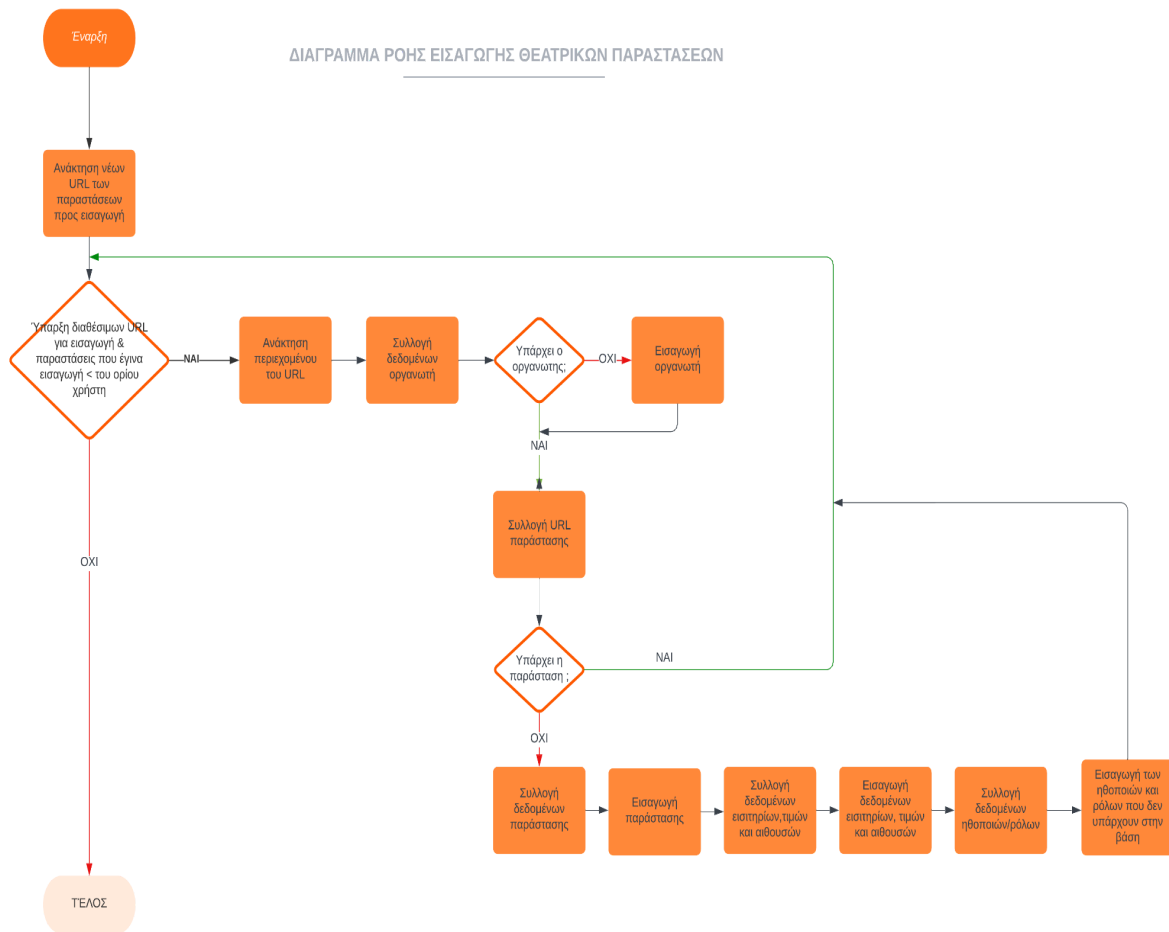 Έναρξη
ΔΙΑΓΡΑΜΜΑ ΡΟΗΣ ΕΙΣΑΓΩΓΗΣ ΘΕΑΤΡΙΚΩΝ ΠΑΡΑΣΤΑΣΕΩΝ
Ανάκτηση νέων
URL των
παραστάσεων
προς εισαγωγή
Ύπαρξη διαθέσιμων URL
για εισαγωγή &
παραστάσεις που έγινα
εισαγωγή < του ορίου
χρήστη
ΝΑΙ
Ανάκτηση
περιεχομένου
του URL
Συλλογή
δεδομένων
οργανωτή
Υπάρχει ο
οργανωτης;
ΟΧΙ
Εισαγωγή
οργανωτή
ΝΑΙ
Συλλογή URL
παράστασης
Υπάρχει η
παράσταση ;
ΝΑΙ
ΟΧΙ
ΟΧΙ
Συλλογή
δεδομένων
παράστασης
Εισαγωγή
παράστασης
Συλλογή
δεδομένων
εισιτηρίων,τιμών
και αιθουσών
Εισαγωγή
δεδομένων
εισιτηρίων, τιμών
και αιθουσών
Συλλογή
δεδομένων
ηθοποιών/ρόλων
Εισαγωγή των
ηθοποιών και
ρόλων που δεν
υπάρχουν στην
βάση
ΤΈΛΟΣ